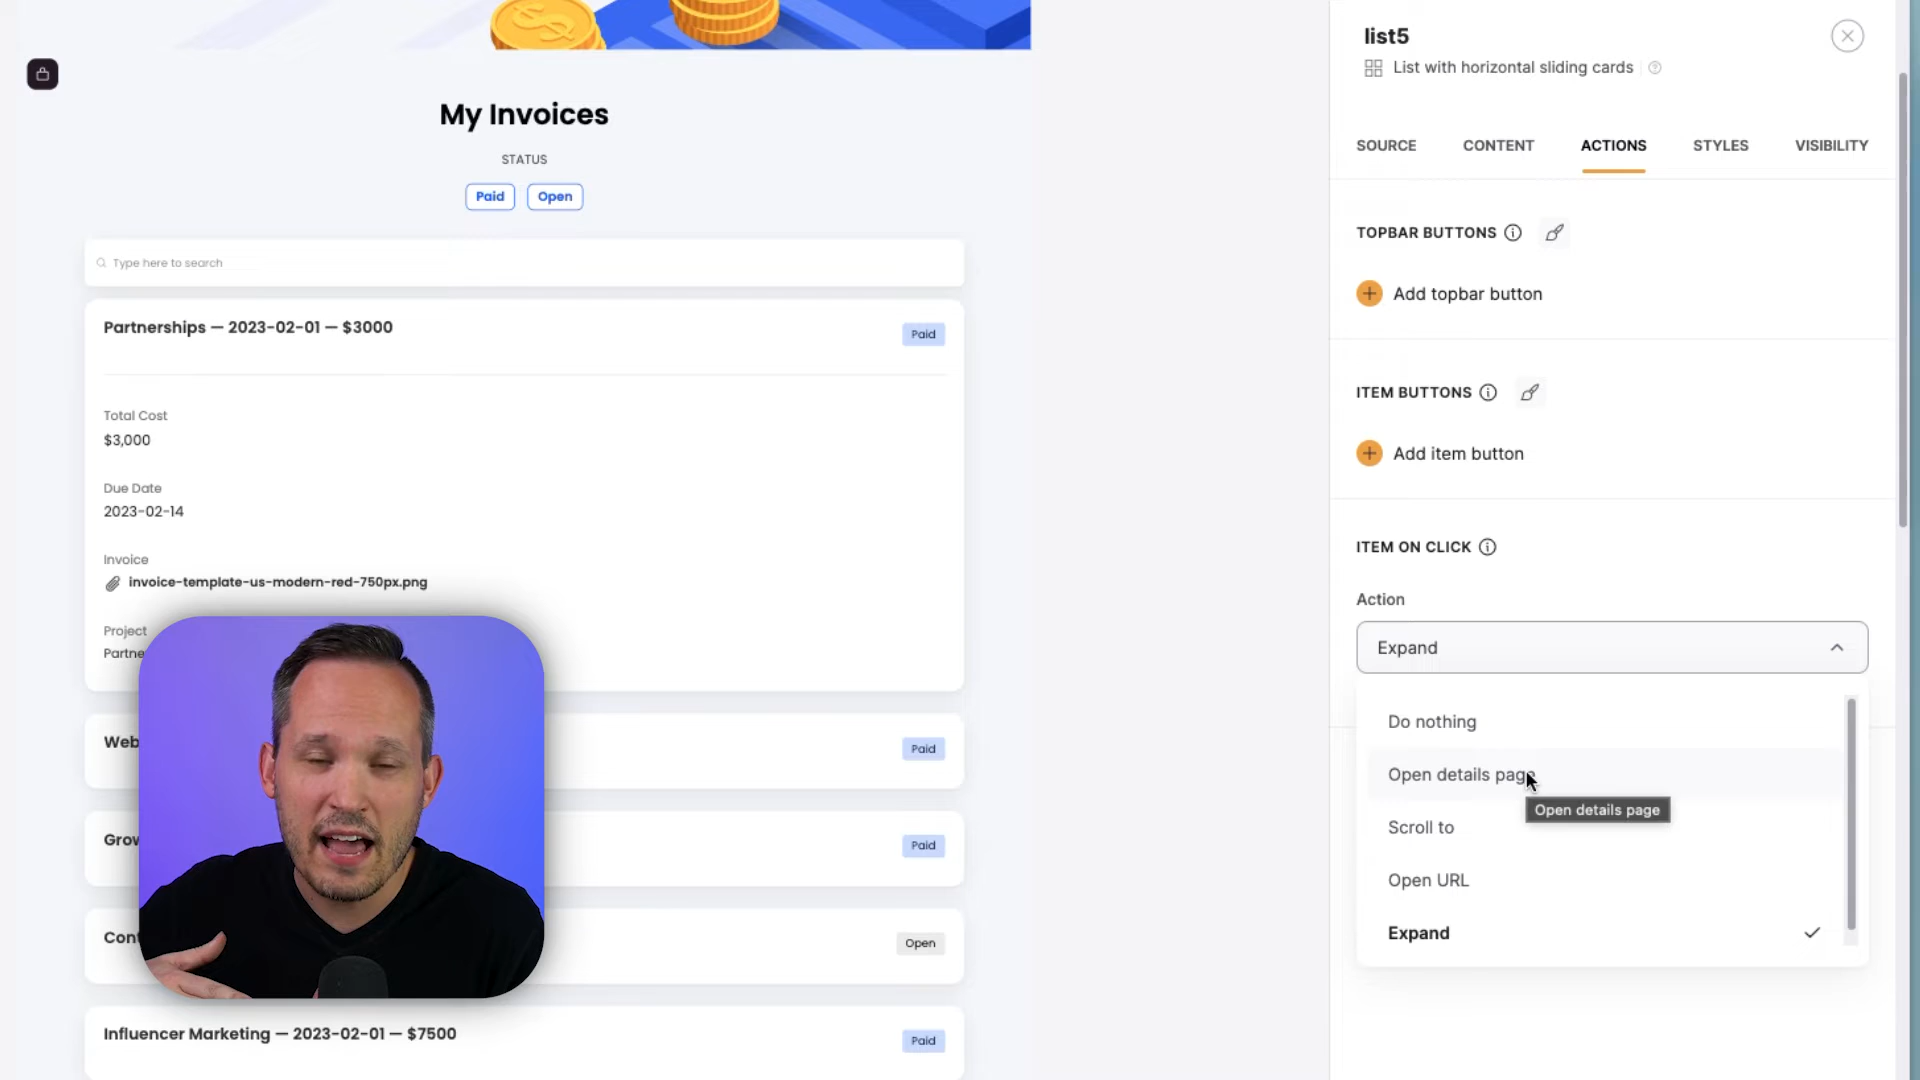 My Invoices
STATUS
Paid Open
Type here to search
Partnerships — 2023-02-01 — $3000
Paid
Total Cost
$3,000
Due Date
2023-02-14
Invoice
invoice-template-us-modern-red-750px.png
Project
Partne
Web
Paid
Grow
Paid
Cont
Open
Influencer Marketing — 2023-02-01 — $7500
Paid
list5
List with horizontal sliding cards
SOURCE CONTENT ACTIONS STYLES VISIBILITY
TOPBAR BUTTONS
Add topbar button
ITEM BUTTONS
Add item button
ITEM ON CLICK
Action
Expand
Do nothing
Open details page
Open details page
Scroll to
Open URL
Expand